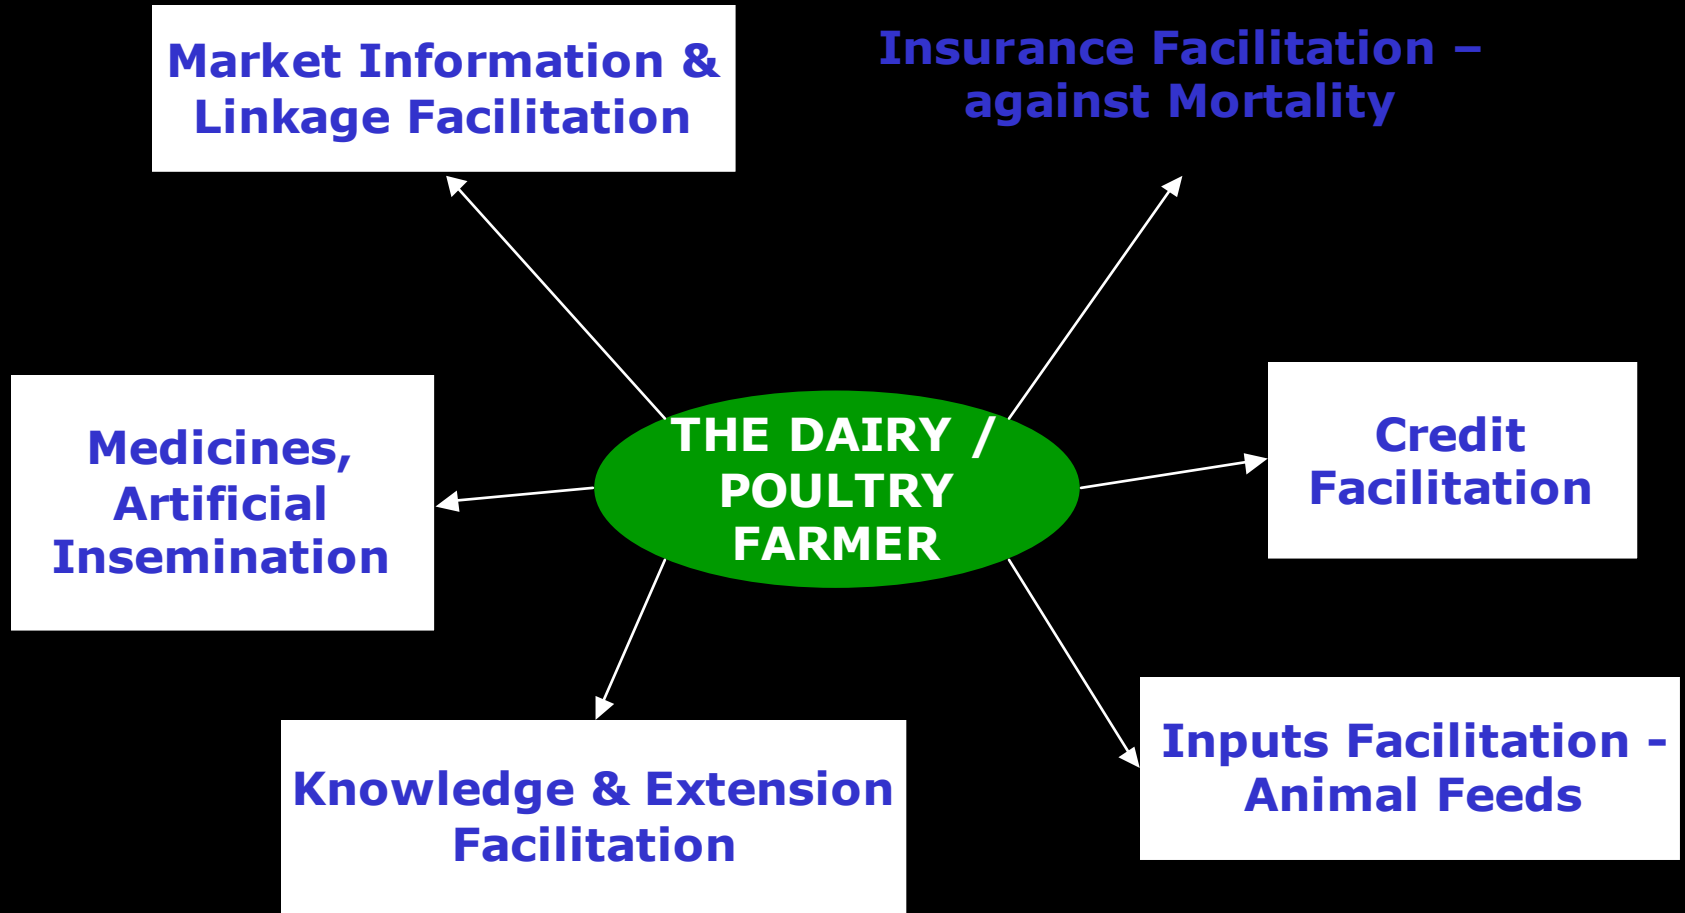 Market Information &
Linkage Facilitation
Insurance Facilitation –
against Mortality
Medicines,
Artificial
Insemination
THE DAIRY /
POULTRY
FARMER
Credit
Facilitation
Knowledge & Extension
Facilitation
Inputs Facilitation -
Animal Feeds